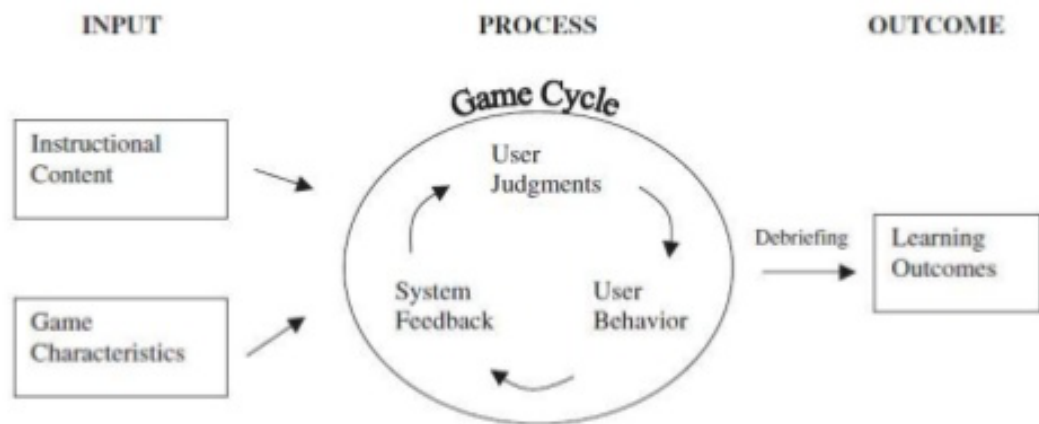 INPUT
PROCESS
OUTCOME
Game Cycle
Instructional
Content
User
Judgments
Debriefing
Learning
Outcomes
System
Feedback
User
Behavior
Game
Characteristics